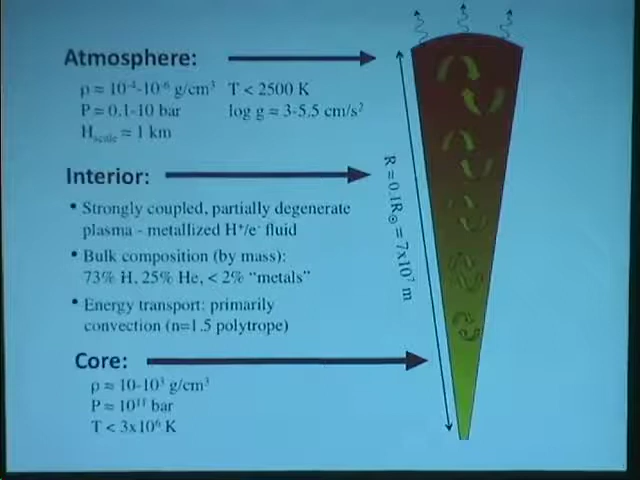 Atmosphere:
ρ ≈ 10⁻⁴-10⁻⁶ g/cm³ T < 2500 K
P ≈ 0.1-10 bar log g ≈ 3-5.5 cm/s²
Hscale ≈ 1 km
Interior:
• Strongly coupled, partially degenerate
plasma - metallized H⁺/e⁻ fluid
• Bulk composition (by mass):
73% H, 25% He, < 2% "metals"
• Energy transport: primarily
convection (n=1.5 polytrope)
Core:
ρ ≈ 10-10³ g/cm³
P ≈ 10¹¹ bar
T < 3x10⁶ K
R = 0.1R☉ = 7x10⁷ m